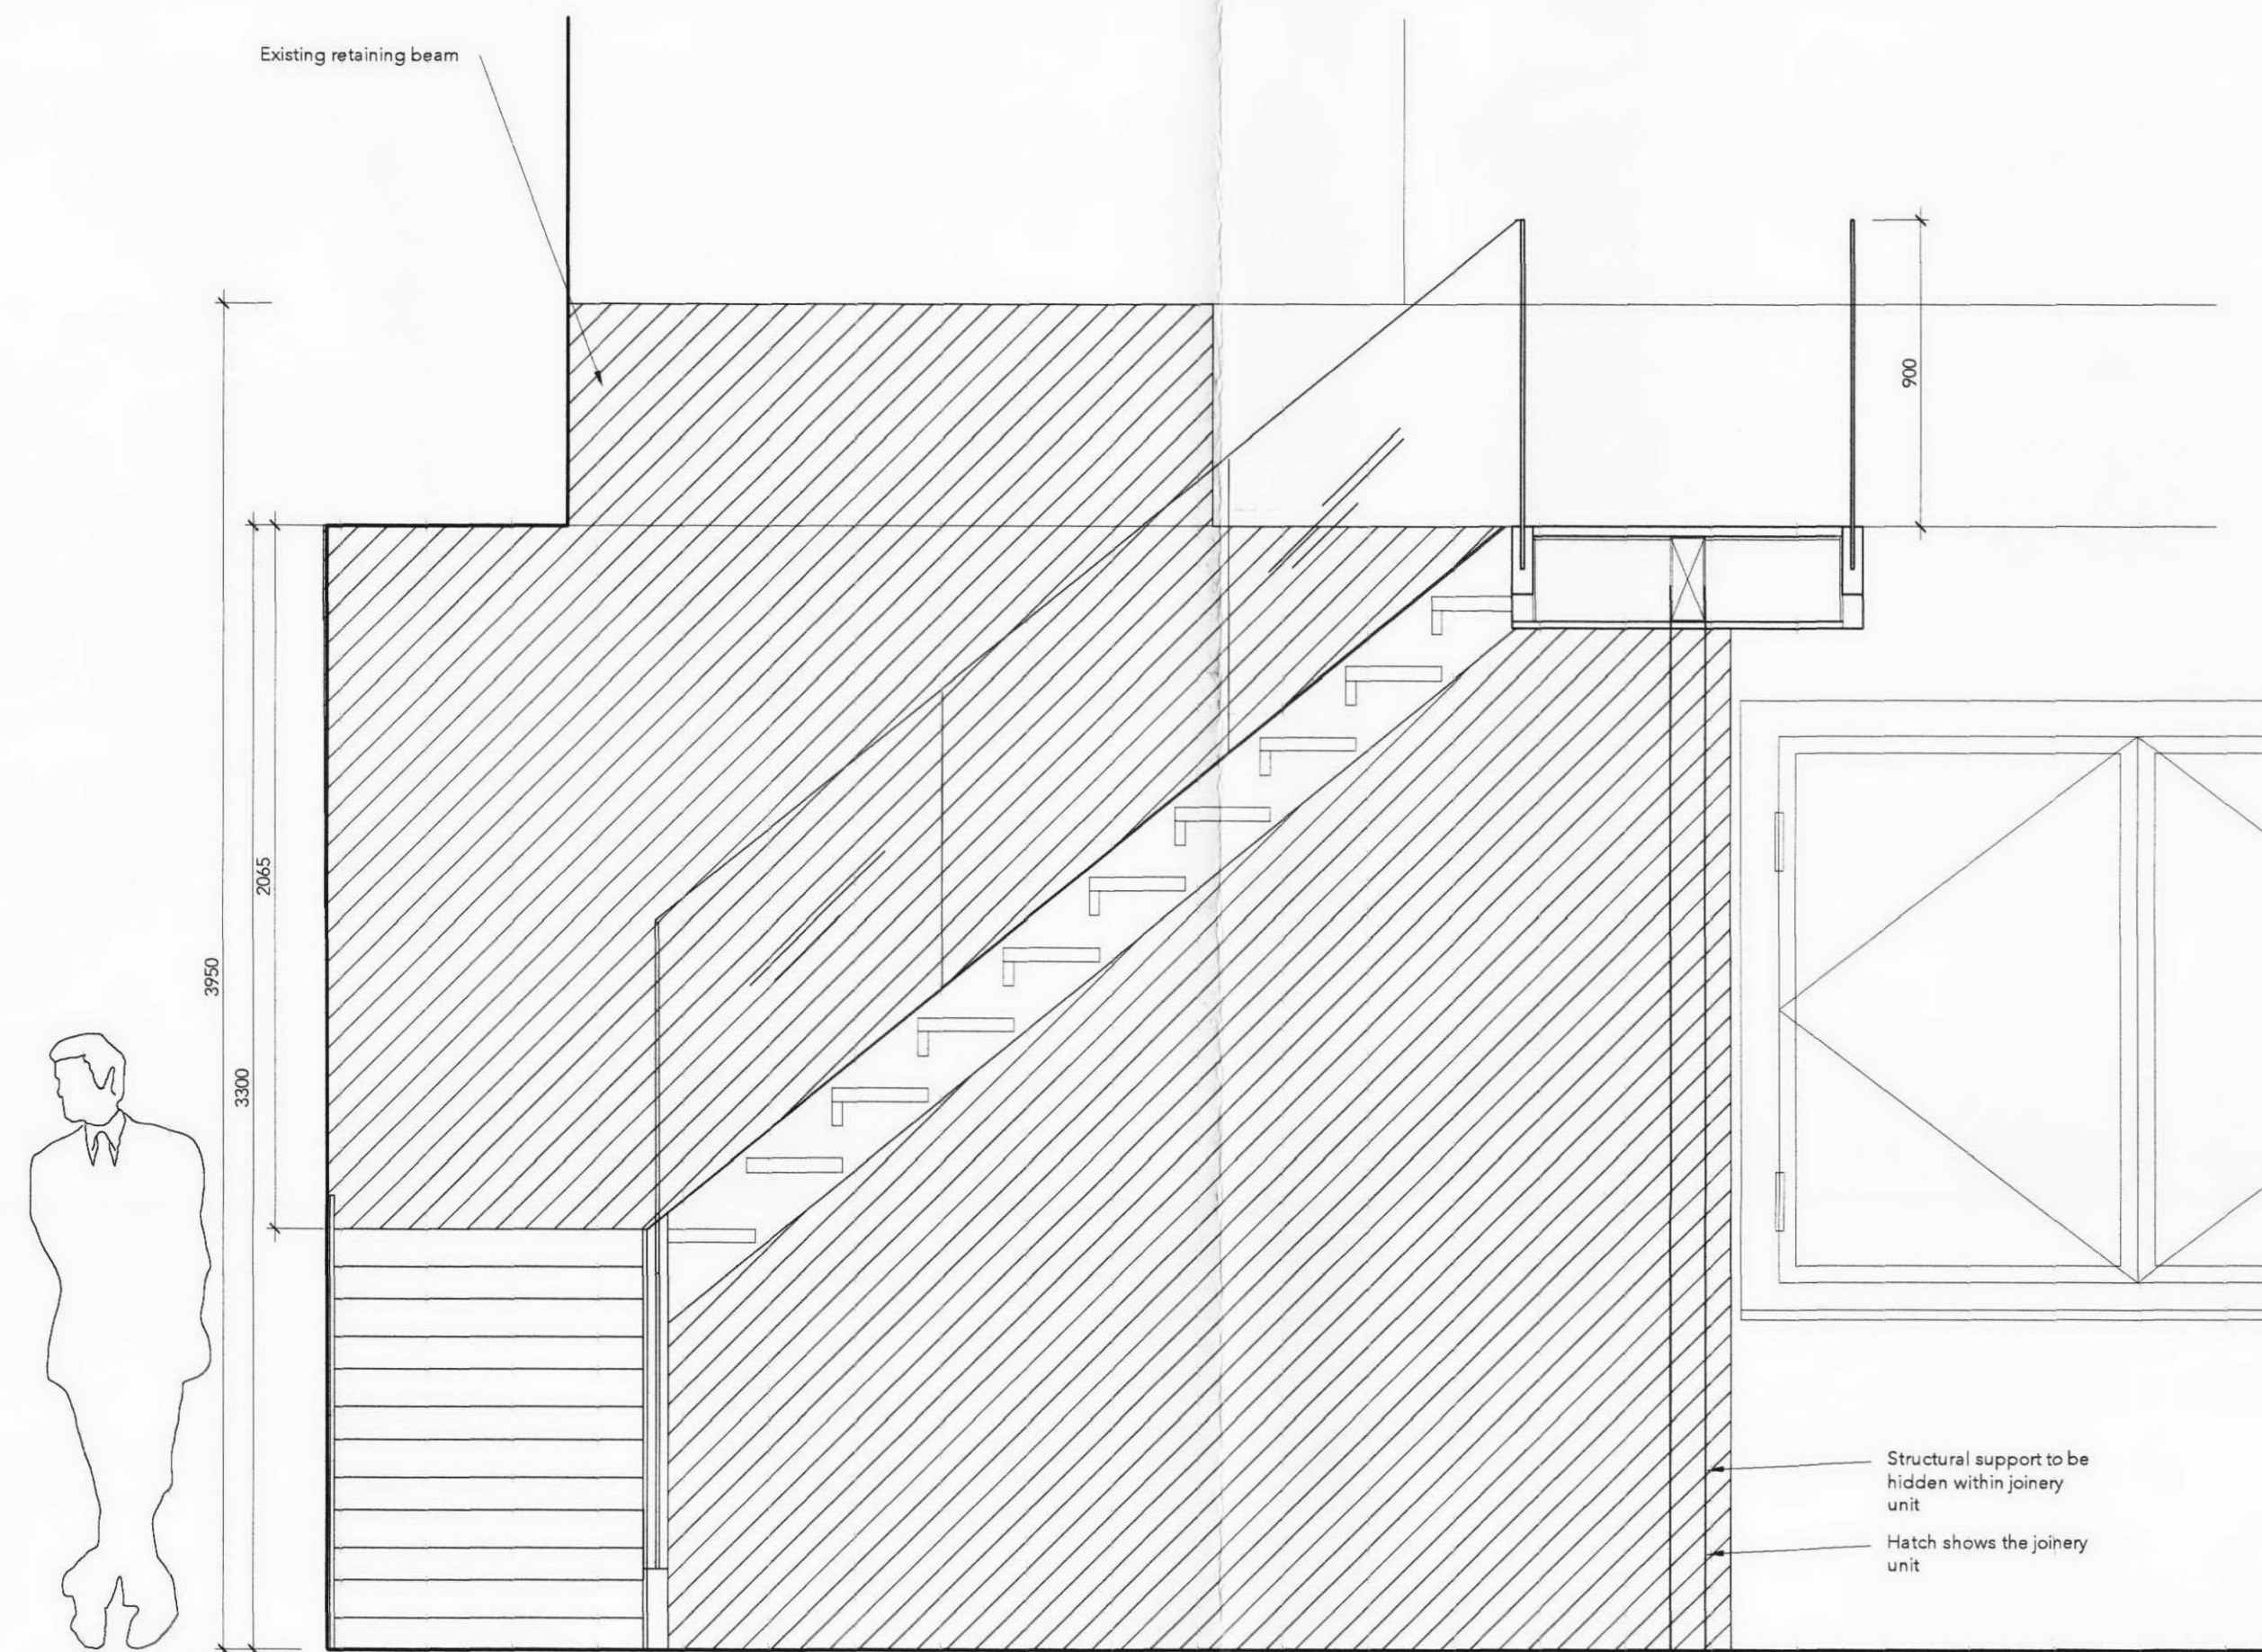 Existing retaining beam
900
2065
3950
3300
Structural support to be
hidden within joinery
unit
Hatch shows the joinery
unit